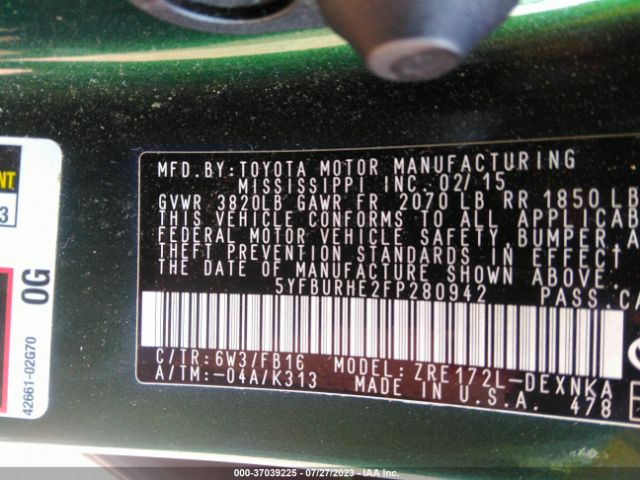 MFD. BY: TOYOTA MOTOR MANUFACTURING
MISSISSIPPI INC. 02/15
GVWR 3820LB GAWR FR 2070 LB RR 1850 LB
THIS VEHICLE CONFORMS TO ALL APPLICAB
FEDERAL MOTOR VEHICLE SAFETY, BUMPER, A
THEFT PREVENTION STANDARDS IN EFFECT
THE DATE OF MANUFACTURE SHOWN ABOVE.
5YFBURHE2FP280942 PASS. CA
C/TR: 6W3/FB16 MODEL: ZRE172L-DEXNKA
A/TM: -04A/K313 MADE IN U.S.A. 478
3
0G
42661-02G70
000-37039225 - 07/27/2023 - IAA Inc.